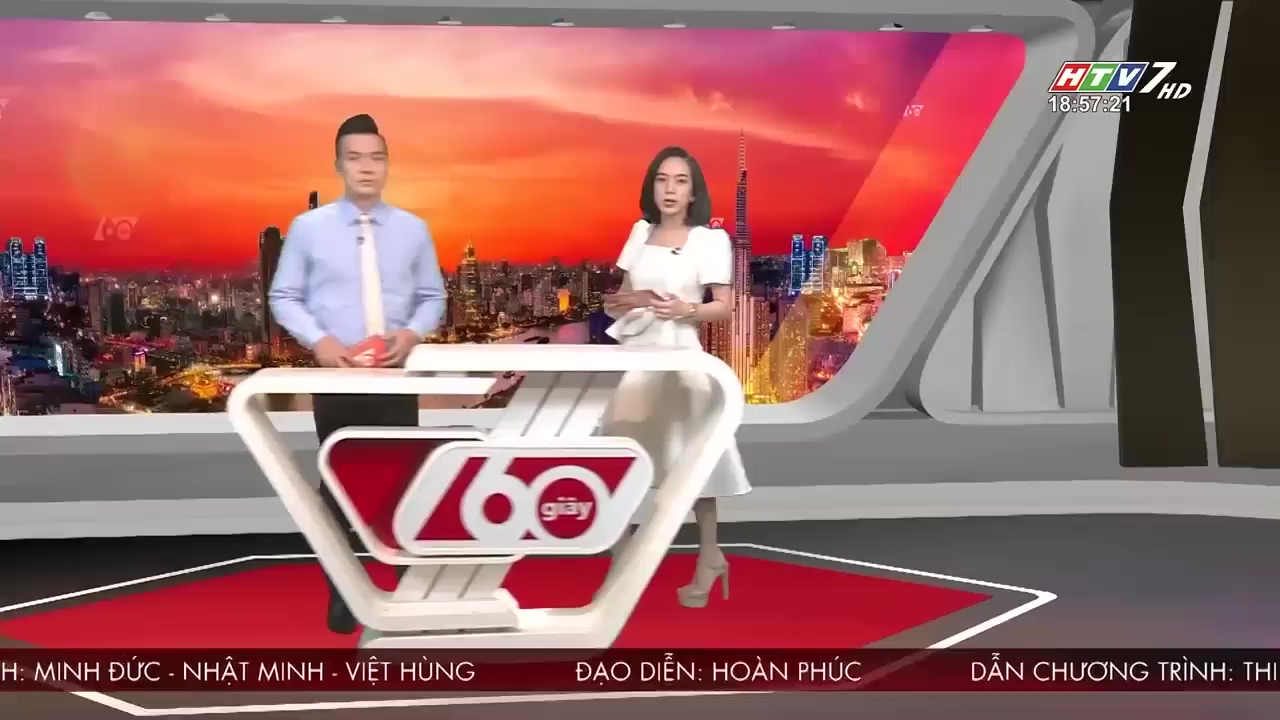 HTV7 HD
18:57:21
60 giây
H: MINH ĐỨC - NHẬT MINH - VIỆT HÙNG ĐẠO DIỄN: HOÀN PHÚC DẪN CHƯƠNG TRÌNH: THI